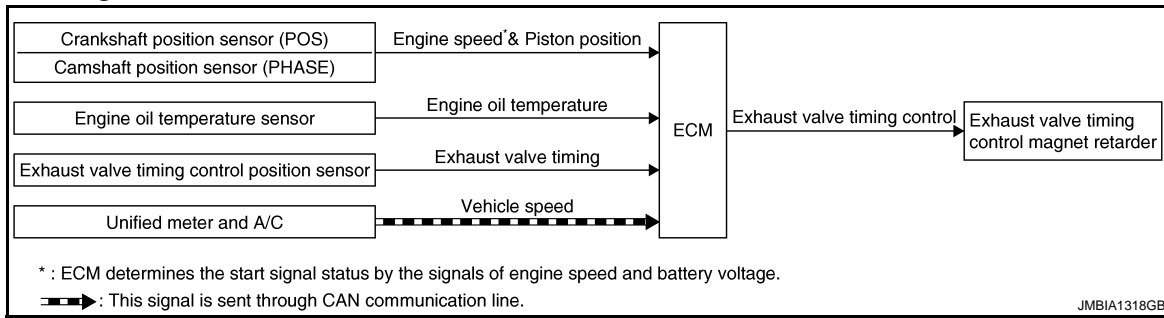 Crankshaft position sensor (POS)
Engine speed* & Piston position
Camshaft position sensor (PHASE)
Engine oil temperature sensor
Engine oil temperature
ECM
Exhaust valve timing control
Exhaust valve timing
control magnet retarder
Exhaust valve timing control position sensor
Exhaust valve timing
Unified meter and A/C
Vehicle speed
* : ECM determines the start signal status by the signals of engine speed and battery voltage.
: This signal is sent through CAN communication line.
JMBIA1318GB